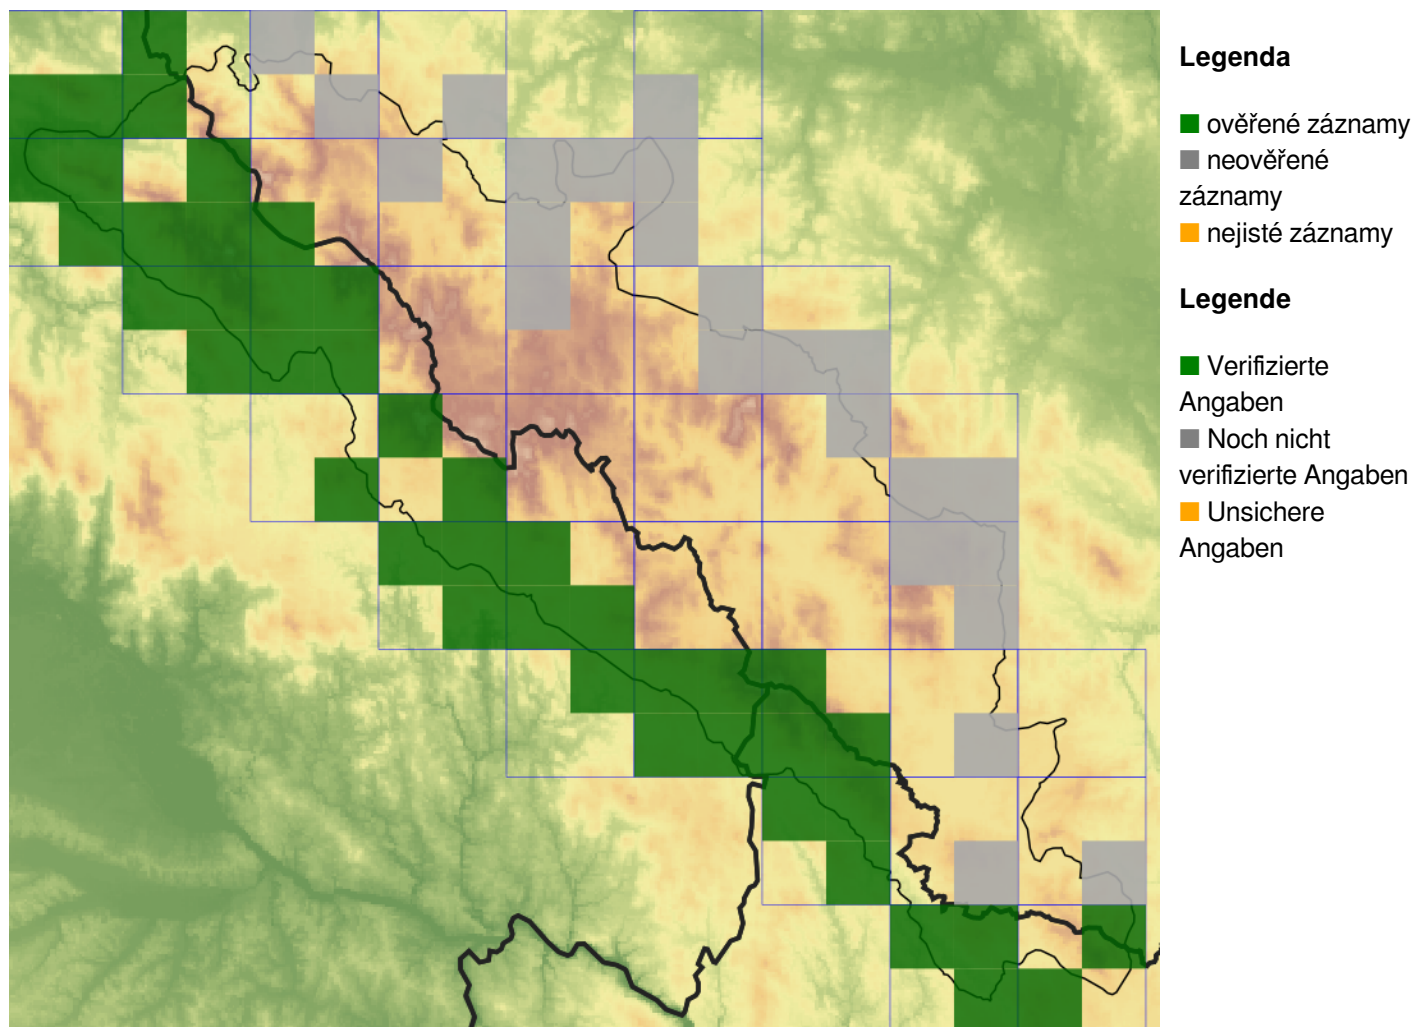 Legenda
ověřené záznamy
neověřené
záznamy
nejisté záznamy
Legende
Verifizierte
Angaben
Noch nicht
verifizierte Angaben
Unsichere
Angaben